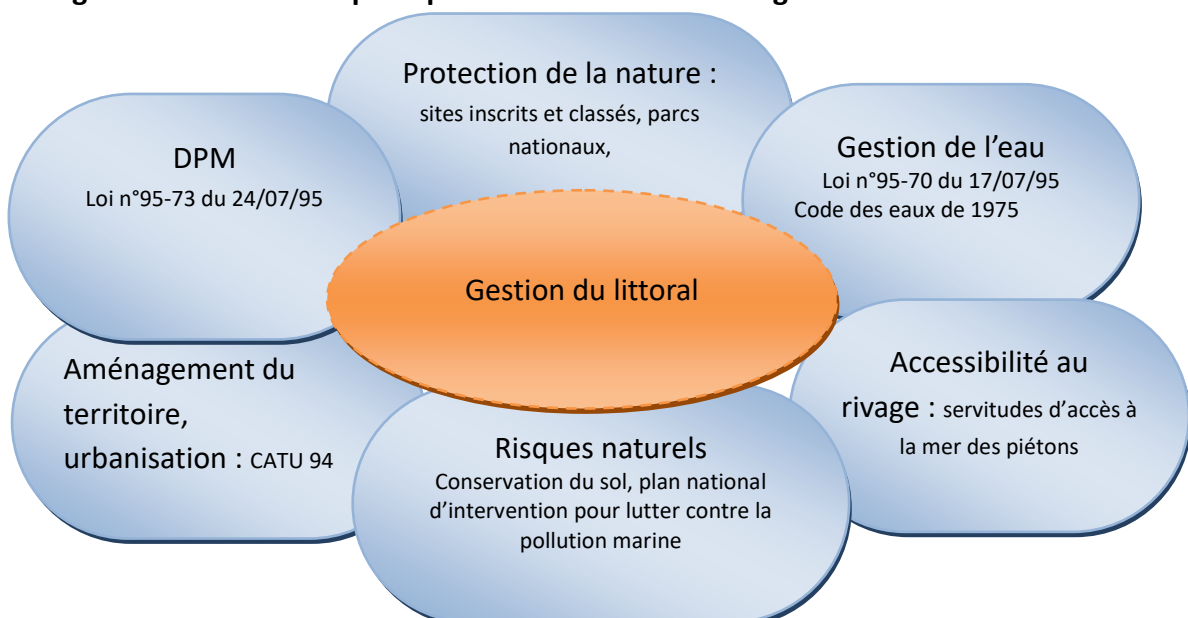 Protection de la nature :
sites inscrits et classés, parcs
nationaux,
DPM
Loi n°95-73 du 24/07/95
Gestion de l’eau
Loi n°95-70 du 17/07/95
Code des eaux de 1975
Gestion du littoral
Aménagement du
territoire,
urbanisation : CATU 94
Risques naturels
Conservation du sol, plan national
d’intervention pour lutter contre la
pollution marine
Accessibilité au
rivage : servitudes d’accès à
la mer des piétons